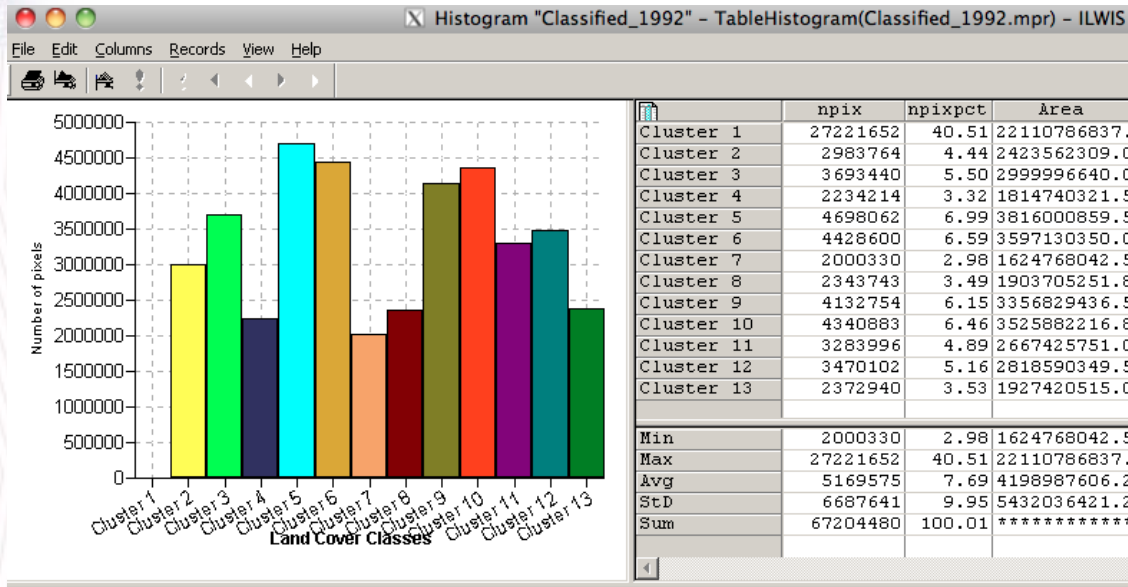 Histogram "Classified_1992" - TableHistogram(Classified_1992.mpr) - ILWIS
File Edit Columns Records View Help
5000000
4500000
4000000
3500000
3000000
2500000
2000000
1500000
1000000
500000
0
Number of pixels
Cluster 1 Cluster 2 Cluster 3 Cluster 4 Cluster 5 Cluster 6 Cluster 7 Cluster 8 Cluster 9 Cluster 10 Cluster 11 Cluster 12 Cluster 13
Land Cover Classes
npix npixpct Area
Cluster 1 27221652 40.51 22110786837.
Cluster 2 2983764 4.44 2423562309.0
Cluster 3 3693440 5.50 2999996640.0
Cluster 4 2234214 3.32 1814740321.5
Cluster 5 4698062 6.99 3816000859.5
Cluster 6 4428600 6.59 3597130350.0
Cluster 7 2000330 2.98 1624768042.5
Cluster 8 2343743 3.49 1903705251.8
Cluster 9 4132754 6.15 3356829436.5
Cluster 10 4340883 6.46 3525882216.8
Cluster 11 3283996 4.89 2667425751.0
Cluster 12 3470102 5.16 2818590349.5
Cluster 13 2372940 3.53 1927420515.0
Min 2000330 2.98 1624768042.5
Max 27221652 40.51 22110786837.
Avg 5169575 7.69 4198987606.2
StD 6687641 9.95 5432036421.2
Sum 67204480 100.01 ************